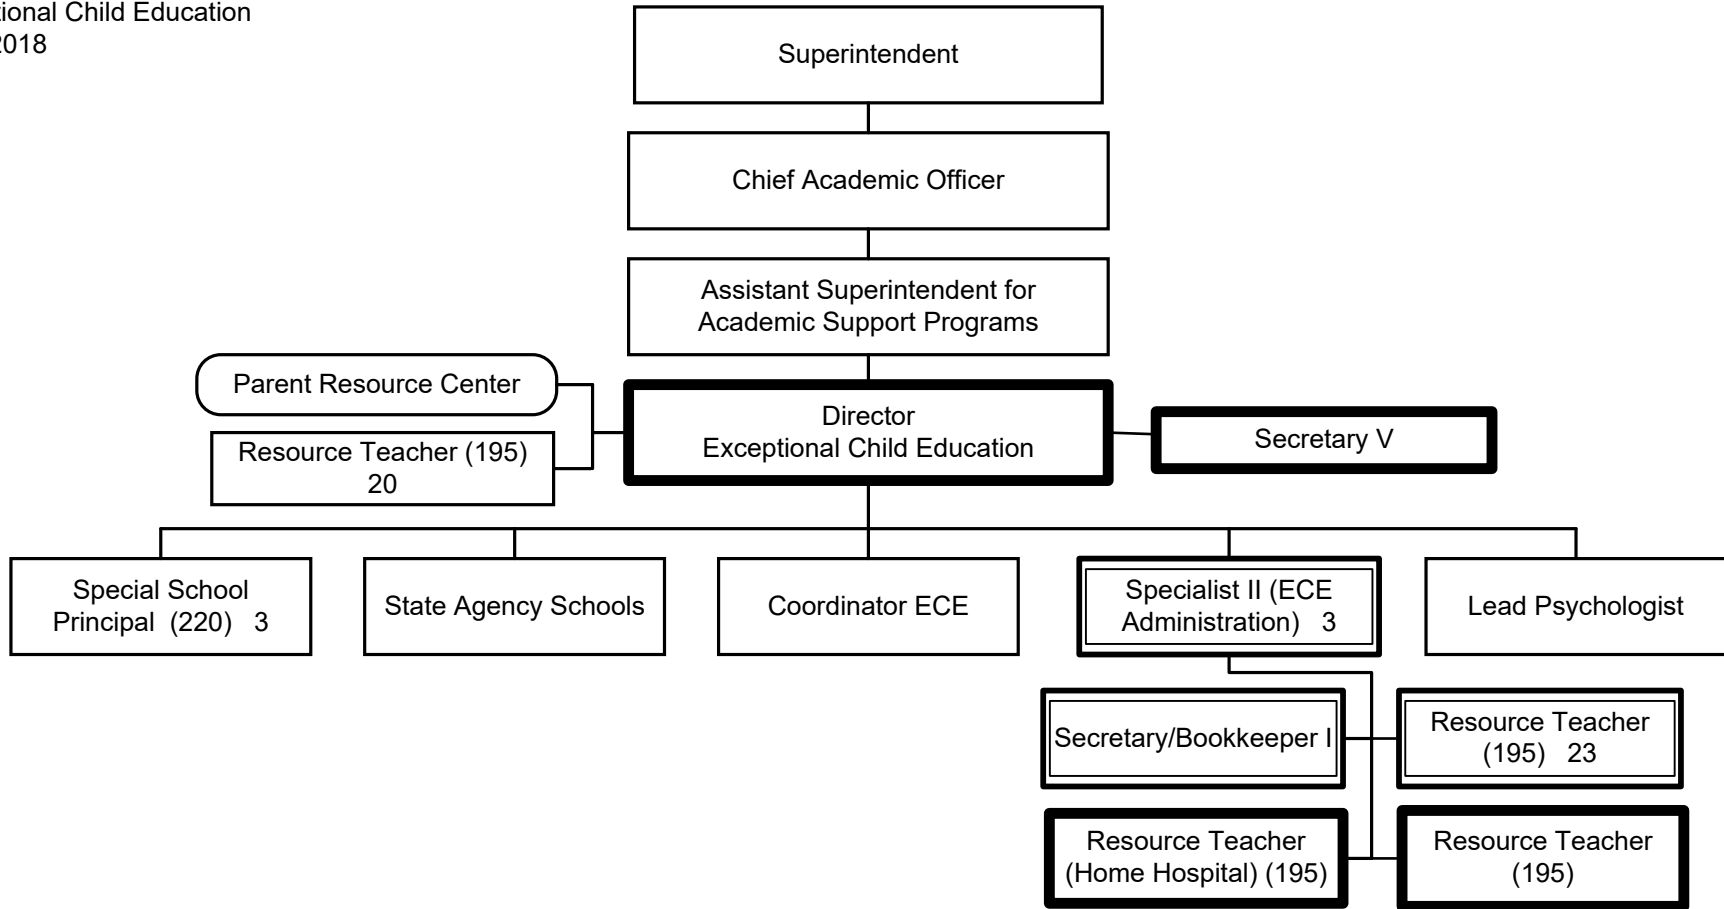 tional Child Education
2018
Superintendent
Chief Academic Officer
Assistant Superintendent for
Academic Support Programs
Parent Resource Center
Resource Teacher (195)
20
Director
Exceptional Child Education
Secretary V
Special School
Principal (220) 3
State Agency Schools
Coordinator ECE
Specialist II (ECE
Administration) 3
Lead Psychologist
Secretary/Bookkeeper I
Resource Teacher
(195) 23
Resource Teacher
(Home Hospital) (195)
Resource Teacher
(195)